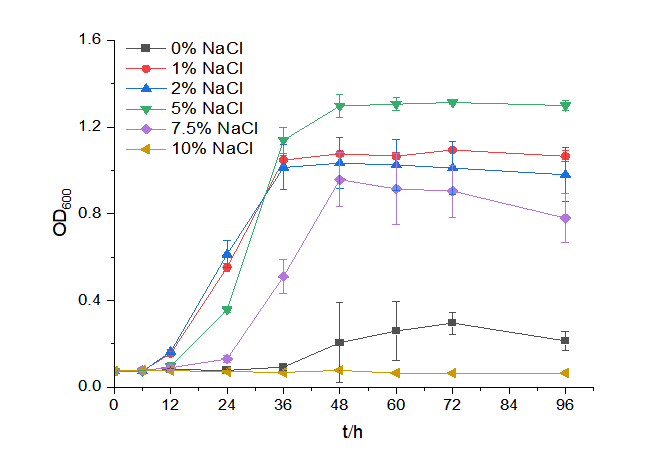 1.6
1.2
0.8
0.4
0.0
OD600
0% NaCl
1% NaCl
2% NaCl
5% NaCl
7.5% NaCl
10% NaCl
0 12 24 36 48 60 72 84 96
t/h